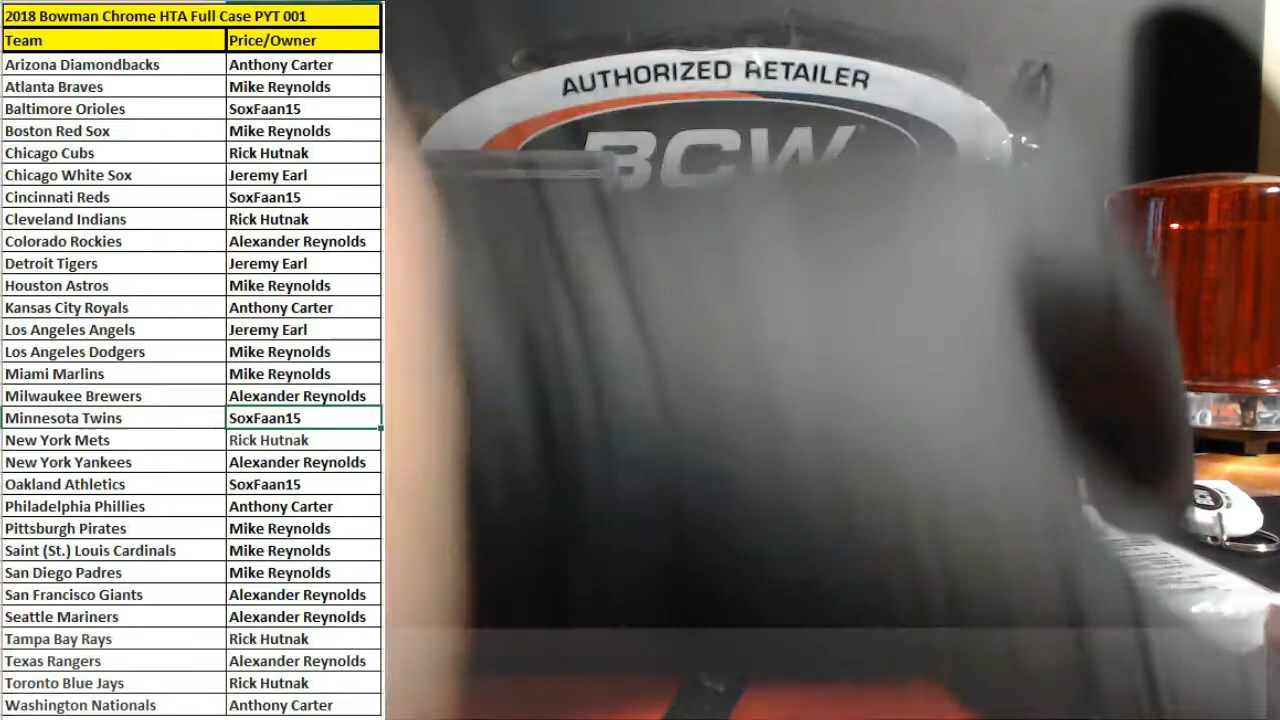 2018 Bowman Chrome HTA Full Case PYT 001
Team Price/Owner
Arizona Diamondbacks Anthony Carter
Atlanta Braves Mike Reynolds
Baltimore Orioles SoxFaan15
Boston Red Sox Mike Reynolds
Chicago Cubs Rick Hutnak
Chicago White Sox Jeremy Earl
Cincinnati Reds SoxFaan15
Cleveland Indians Rick Hutnak
Colorado Rockies Alexander Reynolds
Detroit Tigers Jeremy Earl
Houston Astros Mike Reynolds
Kansas City Royals Anthony Carter
Los Angeles Angels Jeremy Earl
Los Angeles Dodgers Mike Reynolds
Miami Marlins Mike Reynolds
Milwaukee Brewers Alexander Reynolds
Minnesota Twins SoxFaan15
New York Mets Rick Hutnak
New York Yankees Alexander Reynolds
Oakland Athletics SoxFaan15
Philadelphia Phillies Anthony Carter
Pittsburgh Pirates Mike Reynolds
Saint (St.) Louis Cardinals Mike Reynolds
San Diego Padres Mike Reynolds
San Francisco Giants Alexander Reynolds
Seattle Mariners Alexander Reynolds
Tampa Bay Rays Rick Hutnak
Texas Rangers Alexander Reynolds
Toronto Blue Jays Rick Hutnak
Washington Nationals Anthony Carter
AUTHORIZED RETAILER
BCW